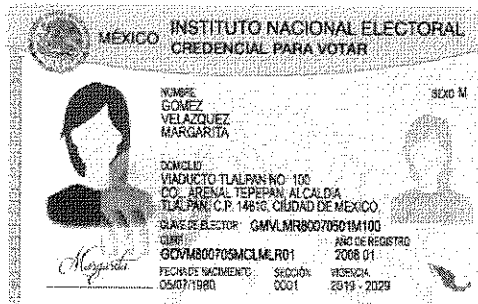 MÉXICO
INSTITUTO NACIONAL ELECTORAL
CREDENCIAL PARA VOTAR
NOMBRE
SEXO M
GOMEZ
VELAZQUEZ
MARGARITA
DOMICILIO
VIADUCTO TLALPAN NO. 100
COL. ARENAL TEPEPAN, ALCALDIA
TLALPAN, C.P. 14610, CIUDAD DE MEXICO.
CLAVE DE ELECTOR GMVLMR80070501M100
CURP
AÑO DE REGISTRO
GOVM800705MCLMLR01
2008 01
FECHA DE NACIMIENTO
SECCIÓN
VIGENCIA
05/07/1980
0001
2019 - 2029
Margarita